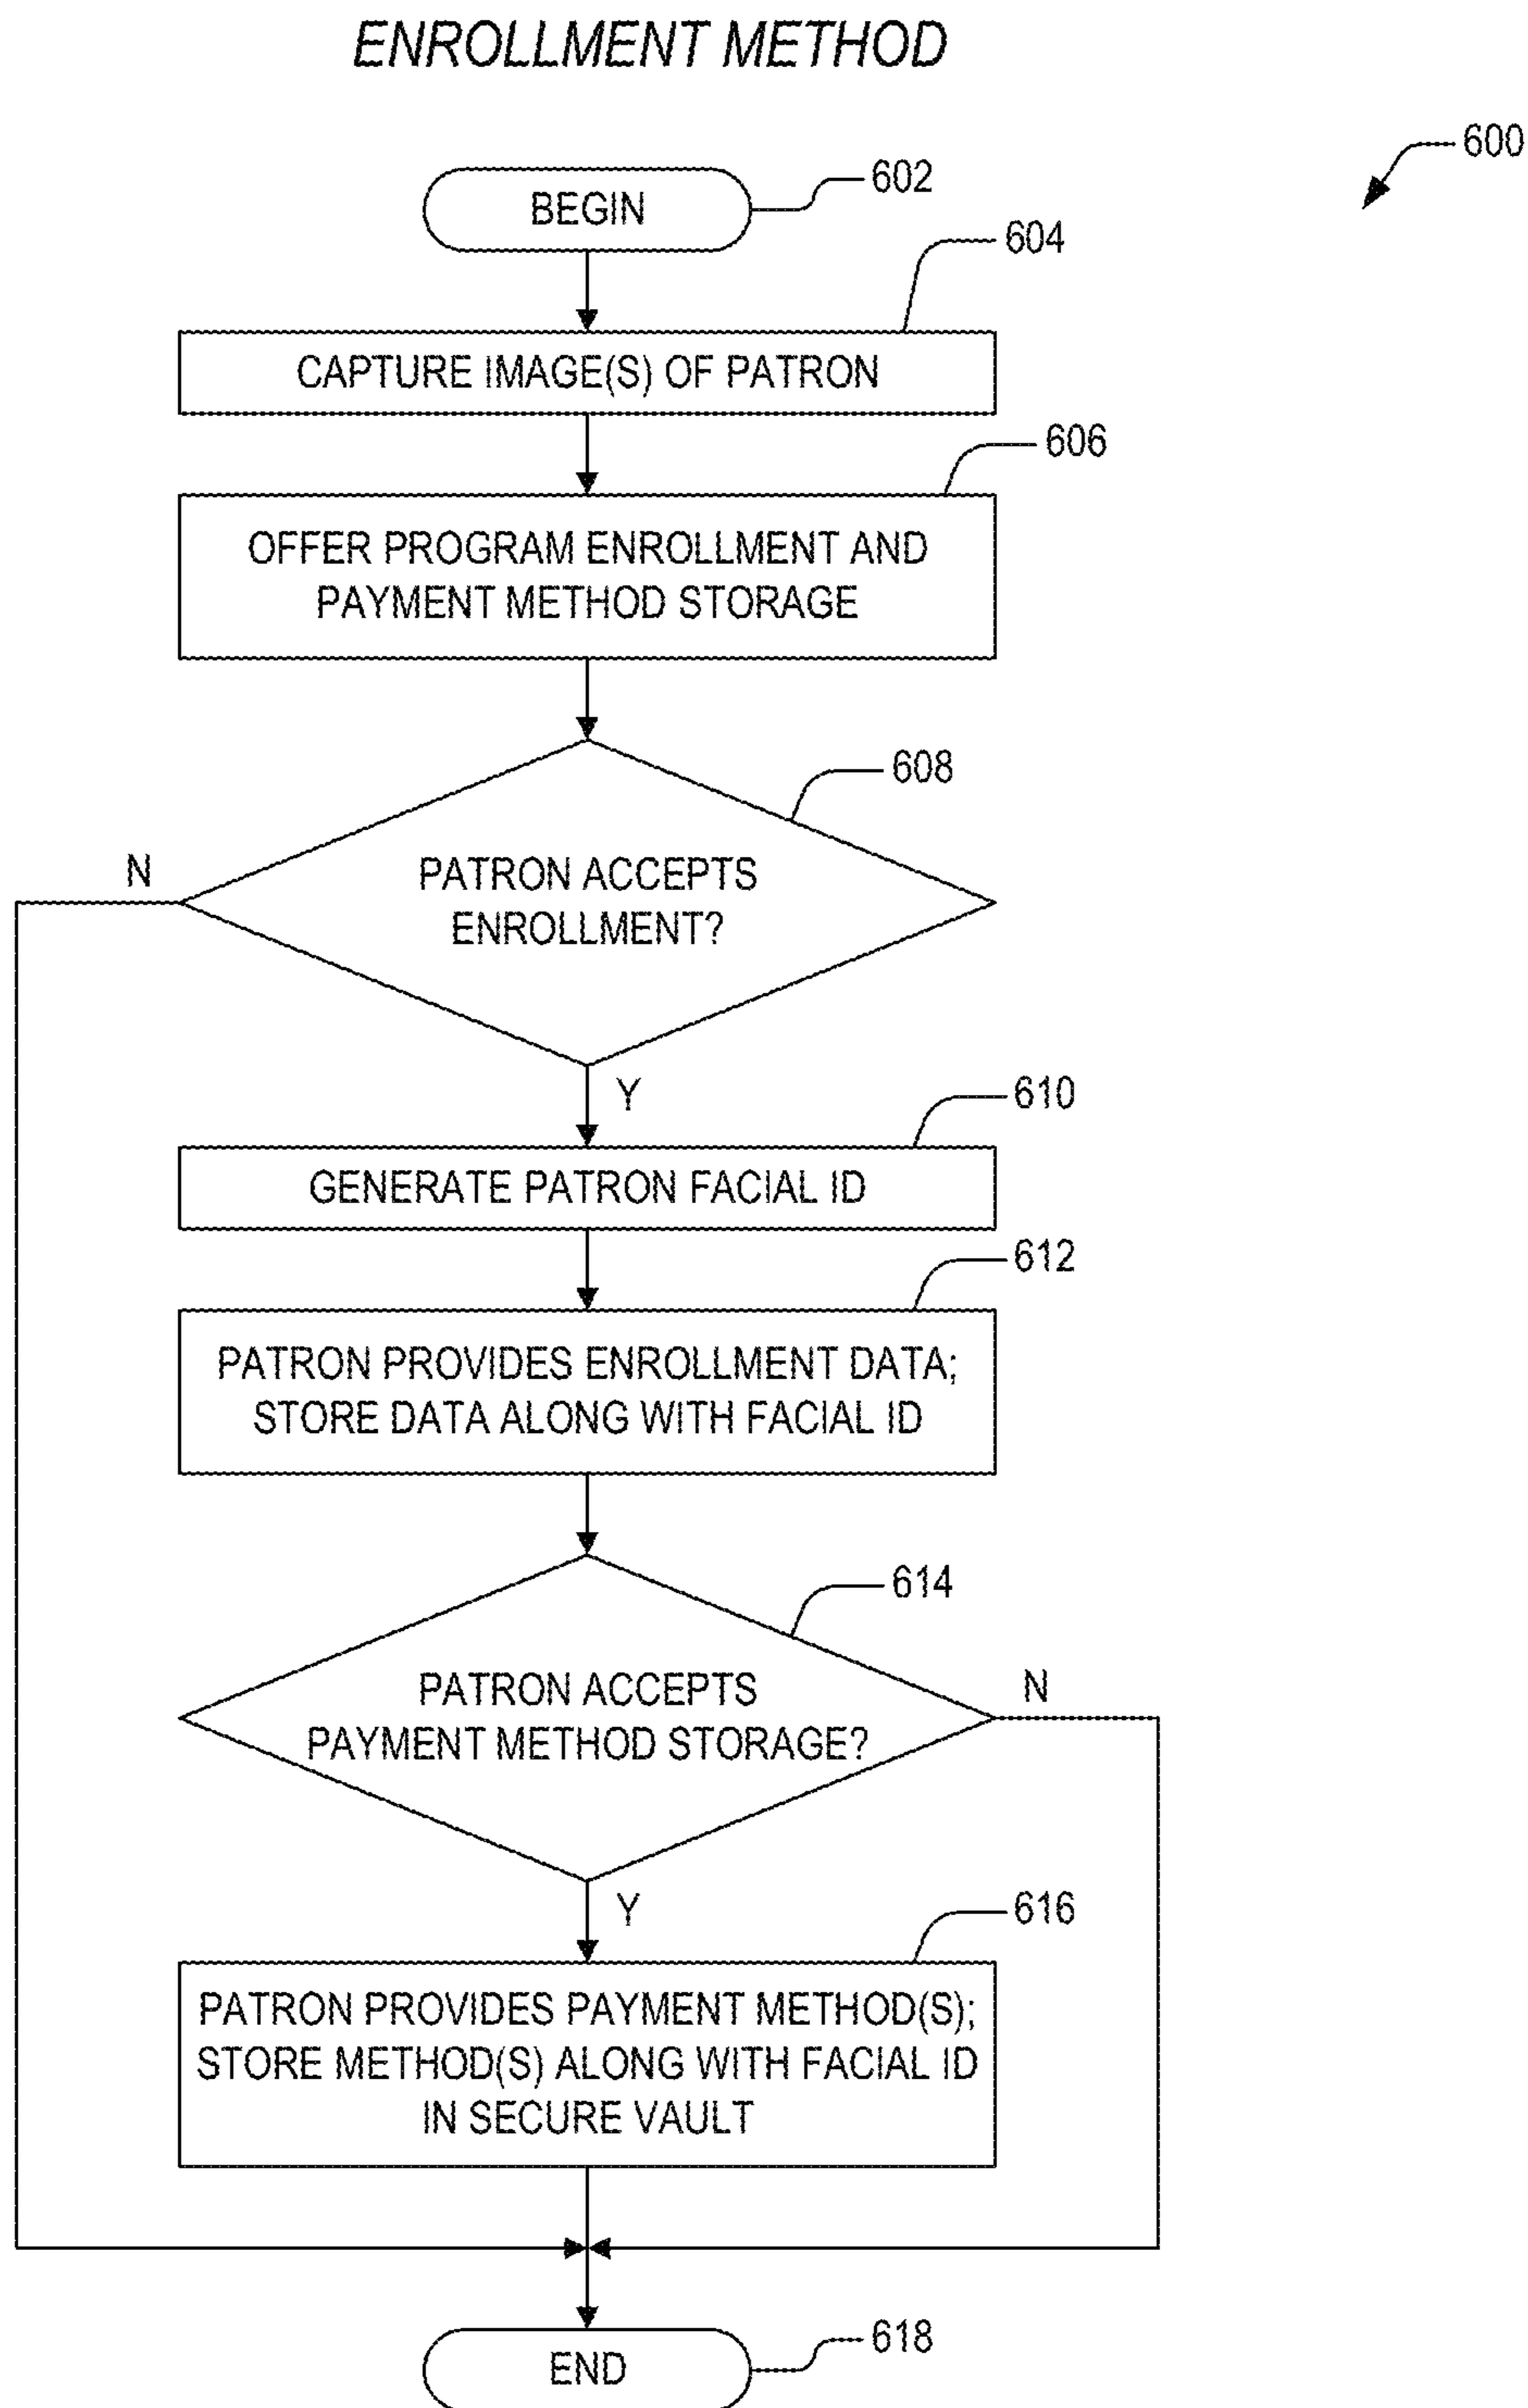 ENROLLMENT METHOD
600
BEGIN
602
604
CAPTURE IMAGE(S) OF PATRON
606
OFFER PROGRAM ENROLLMENT AND
PAYMENT METHOD STORAGE
608
N
PATRON ACCEPTS
ENROLLMENT?
Y
610
GENERATE PATRON FACIAL ID
612
PATRON PROVIDES ENROLLMENT DATA;
STORE DATA ALONG WITH FACIAL ID
614
PATRON ACCEPTS
PAYMENT METHOD STORAGE?
N
Y
616
PATRON PROVIDES PAYMENT METHOD(S);
STORE METHOD(S) ALONG WITH FACIAL ID
IN SECURE VAULT
618
END